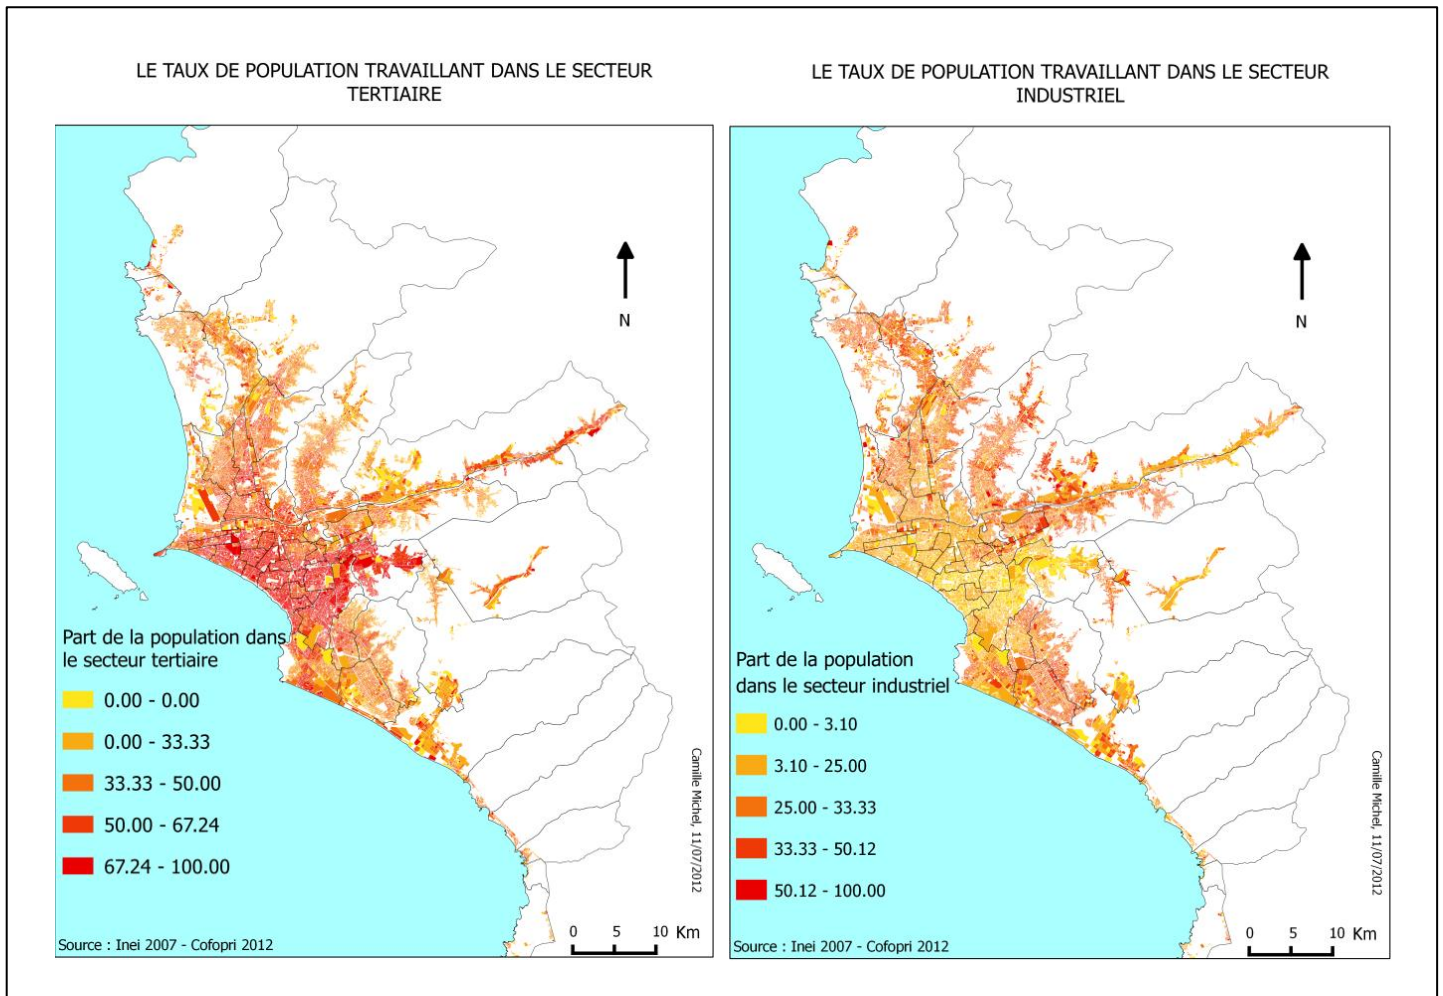 LE TAUX DE POPULATION TRAVAILLANT DANS LE SECTEUR
TERTIAIRE
N
Part de la population dans
le secteur tertiaire
0.00 - 0.00
0.00 - 33.33
33.33 - 50.00
50.00 - 67.24
67.24 - 100.00
Camille Michel, 11/07/2012
Source : Inei 2007 - Cofopri 2012
0 5 10 Km
LE TAUX DE POPULATION TRAVAILLANT DANS LE SECTEUR
INDUSTRIEL
N
Part de la population
dans le secteur industriel
0.00 - 3.10
3.10 - 25.00
25.00 - 33.33
33.33 - 50.12
50.12 - 100.00
Camille Michel, 11/07/2012
Source : Inei 2007 - Cofopri 2012
0 5 10 Km